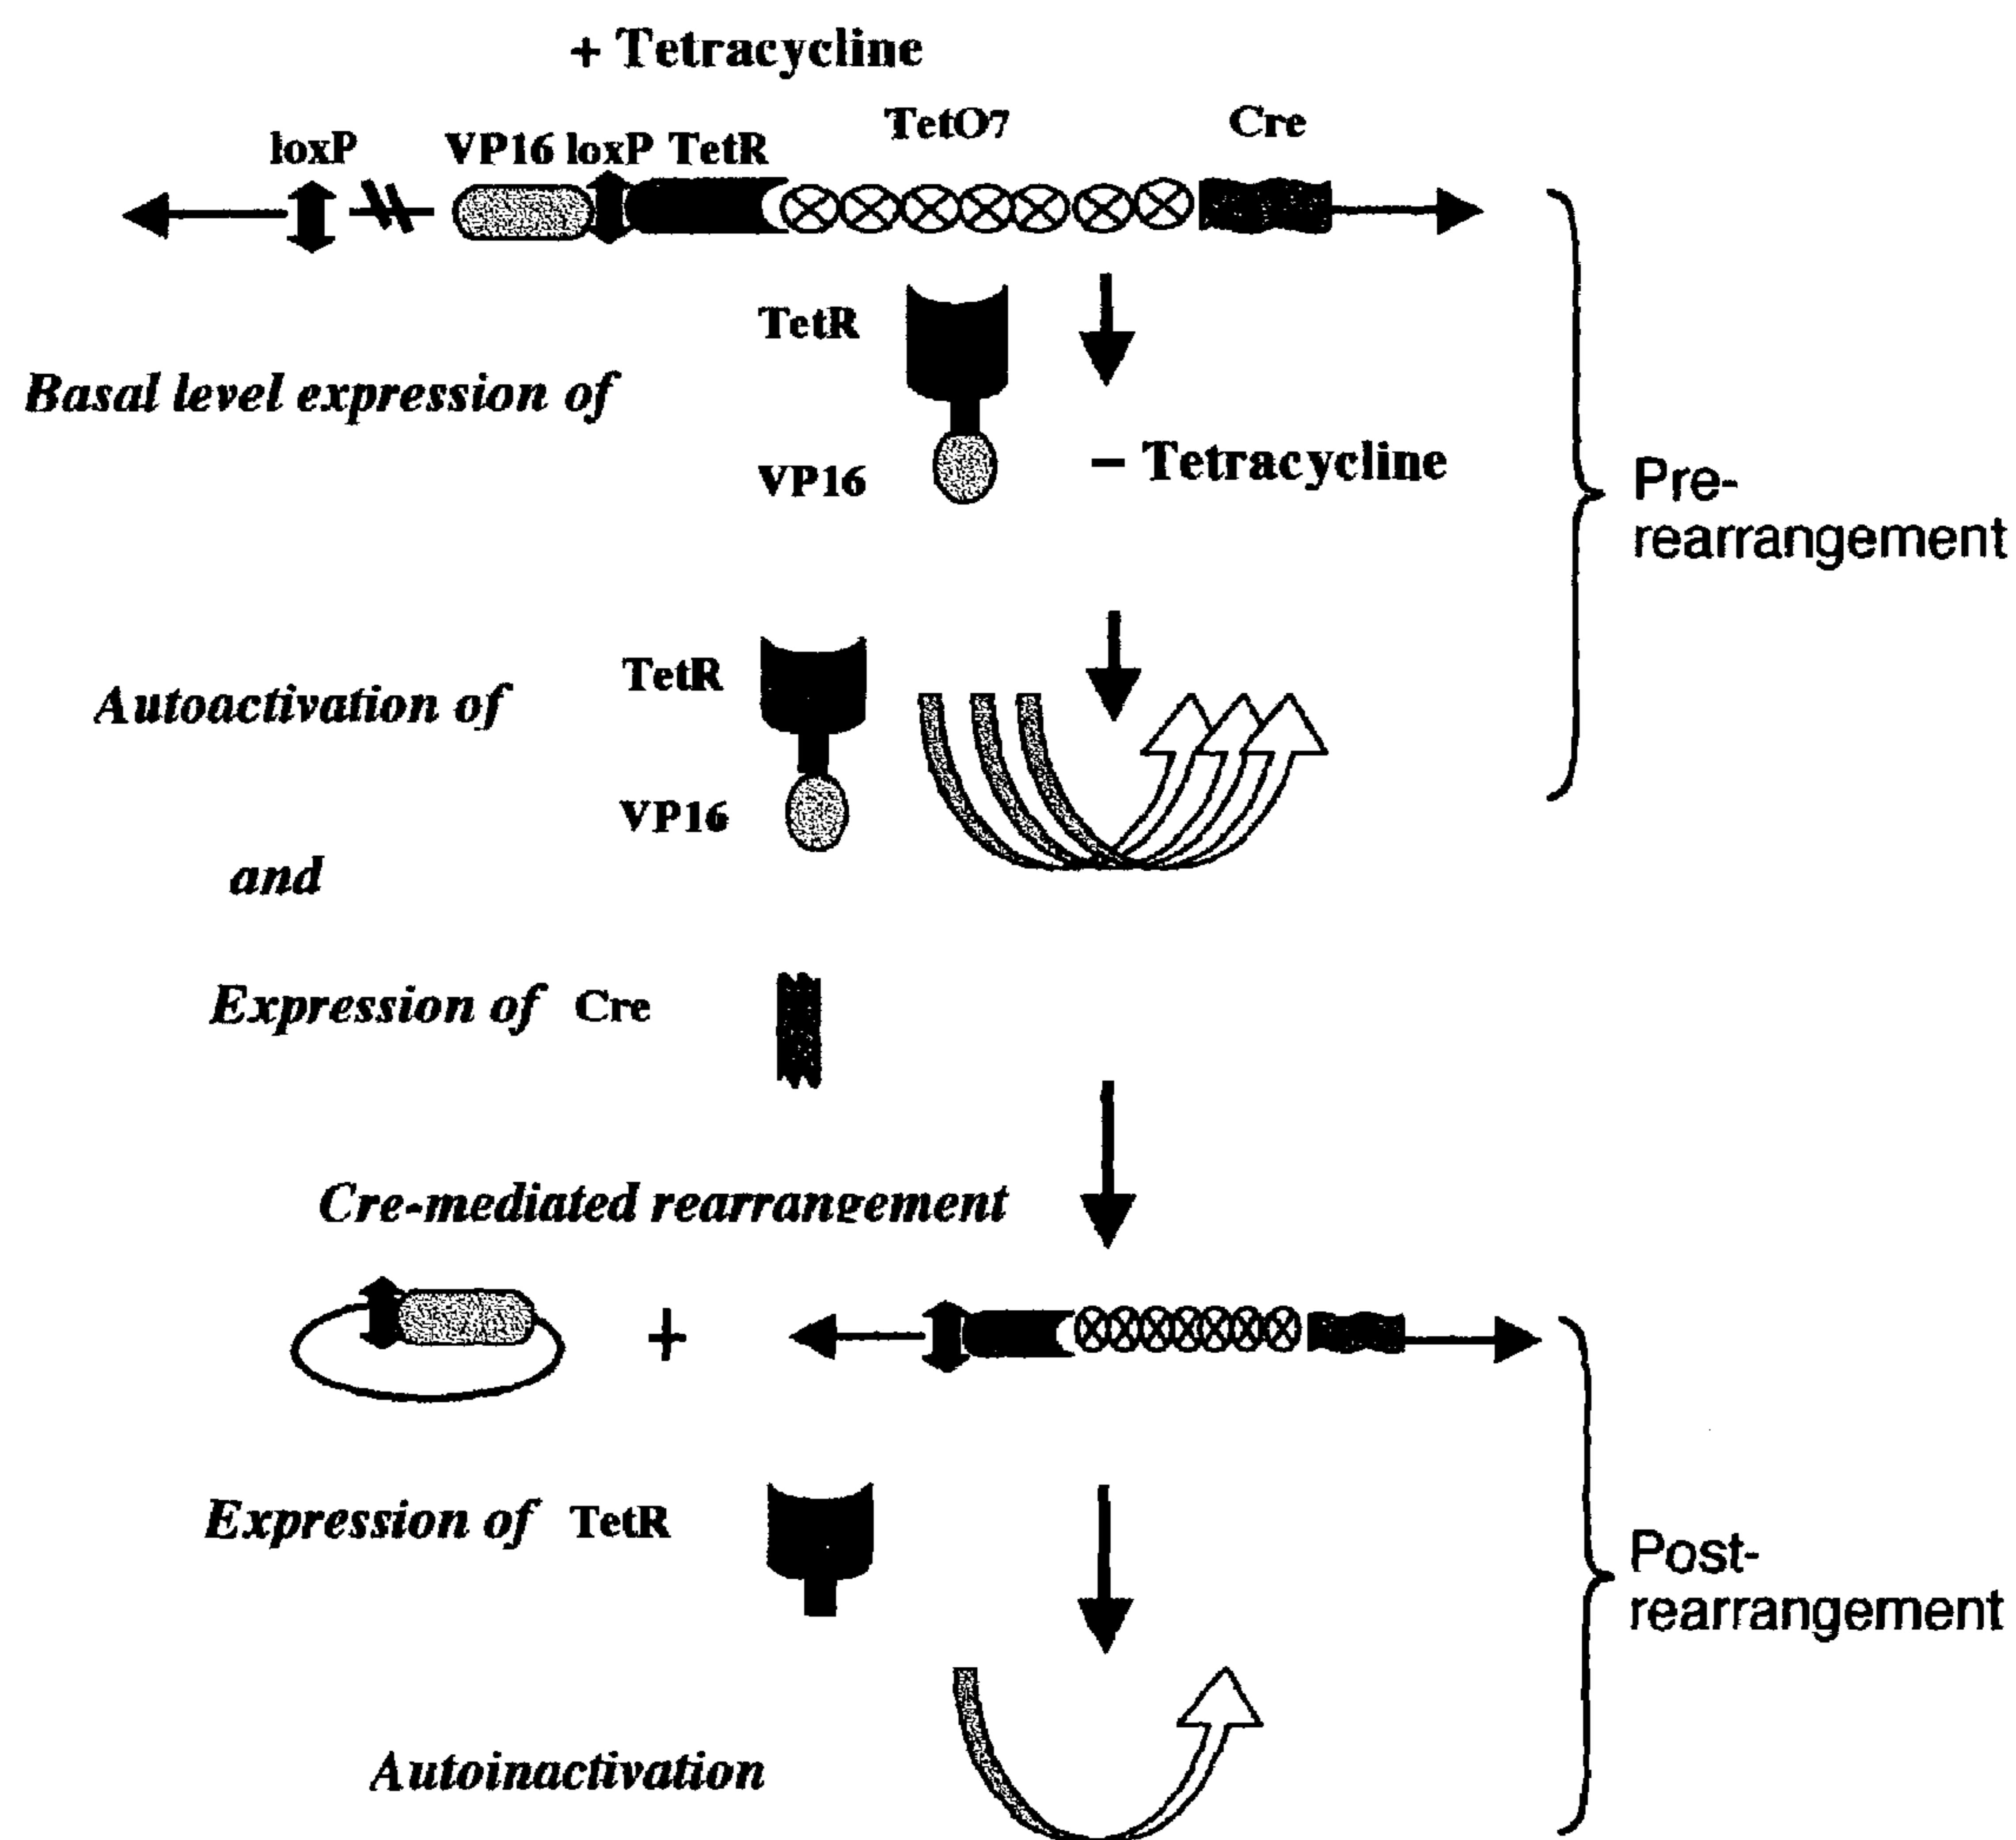 + Tetracycline
loxP VP16 loxP TetR TetO7 Cre
TetR
Basal level expression of
VP16 - Tetracycline
Pre-
rearrangement
TetR
Autoactivation of
VP16
and
Expression of Cre
Cre-mediated rearrangement
+
Expression of TetR
Post-
rearrangement
Autoinactivation